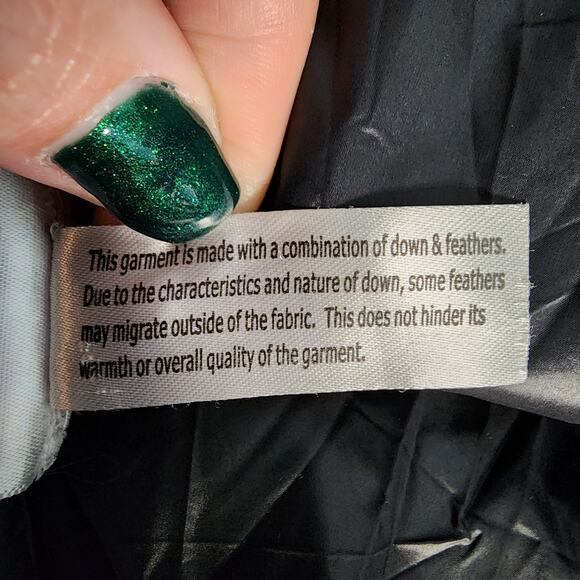 This garment is made with a combination of down & feathers.
Due to the characteristics and nature of down, some feathers
may migrate outside of the fabric. This does not hinder its
warmth or overall quality of the garment.